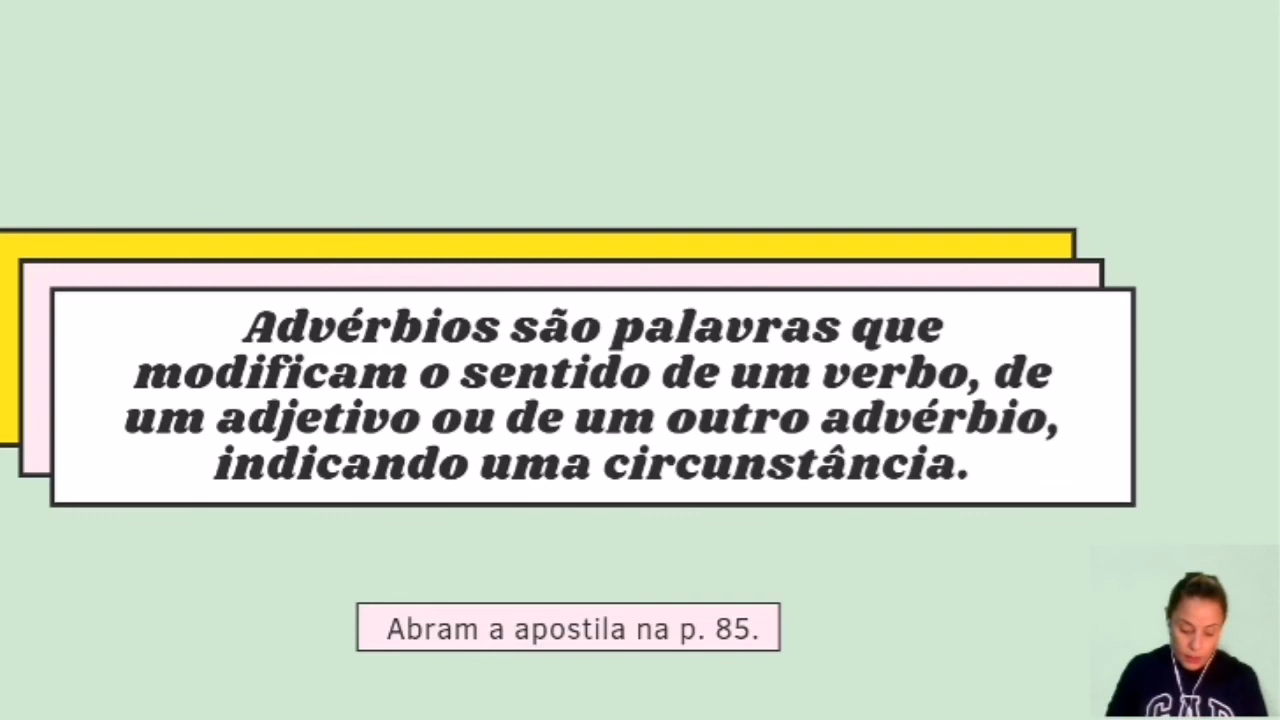 Advérbios são palavras que
modificam o sentido de um verbo, de
um adjetivo ou de um outro advérbio,
indicando uma circunstância.
Abram a apostila na p. 85.
GAP